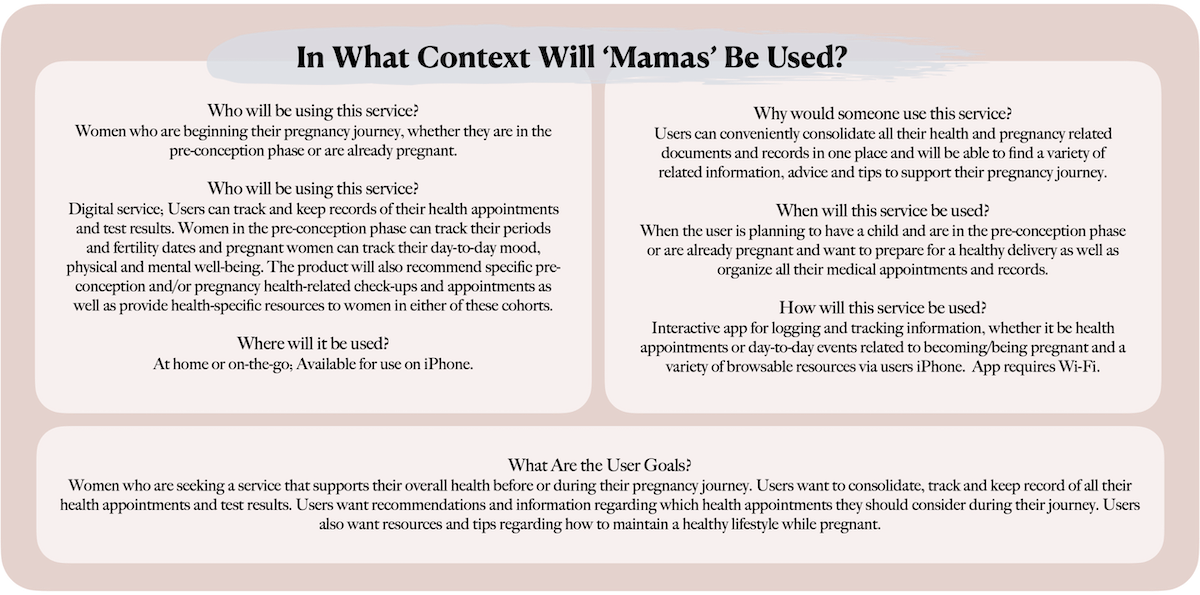 In What Context Will ‘Mamas’ Be Used?
Who will be using this service?
Women who are beginning their pregnancy journey, whether they are in the
pre-conception phase or are already pregnant.
Who will be using this service?
Digital service; Users can track and keep records of their health appointments
and test results. Women in the pre-conception phase can track their periods
and fertility dates and pregnant women can track their day-to-day mood,
physical and mental well-being. The product will also recommend specific pre-
conception and/or pregnancy health-related check-ups and appointments as
well as provide health-specific resources to women in either of these cohorts.
Where will it be used?
At home or on-the-go; Available for use on iPhone.
Why would someone use this service?
Users can conveniently consolidate all their health and pregnancy related
documents and records in one place and will be able to find a variety of
related information, advice and tips to support their pregnancy journey.
When will this service be used?
When the user is planning to have a child and are in the pre-conception phase
or are already pregnant and want to prepare for a healthy delivery as well as
organize all their medical appointments and records.
How will this service be used?
Interactive app for logging and tracking information, whether it be health
appointments or day-to-day events related to becoming/being pregnant and a
variety of browsable resources via users iPhone.  App requires Wi-Fi.
What Are the User Goals?
Women who are seeking a service that supports their overall health before or during their pregnancy journey. Users want to consolidate, track and keep record of all their
health appointments and test results. Users want recommendations and information regarding which health appointments they should consider during their journey. Users
also want resources and tips regarding how to maintain a healthy lifestyle while pregnant.